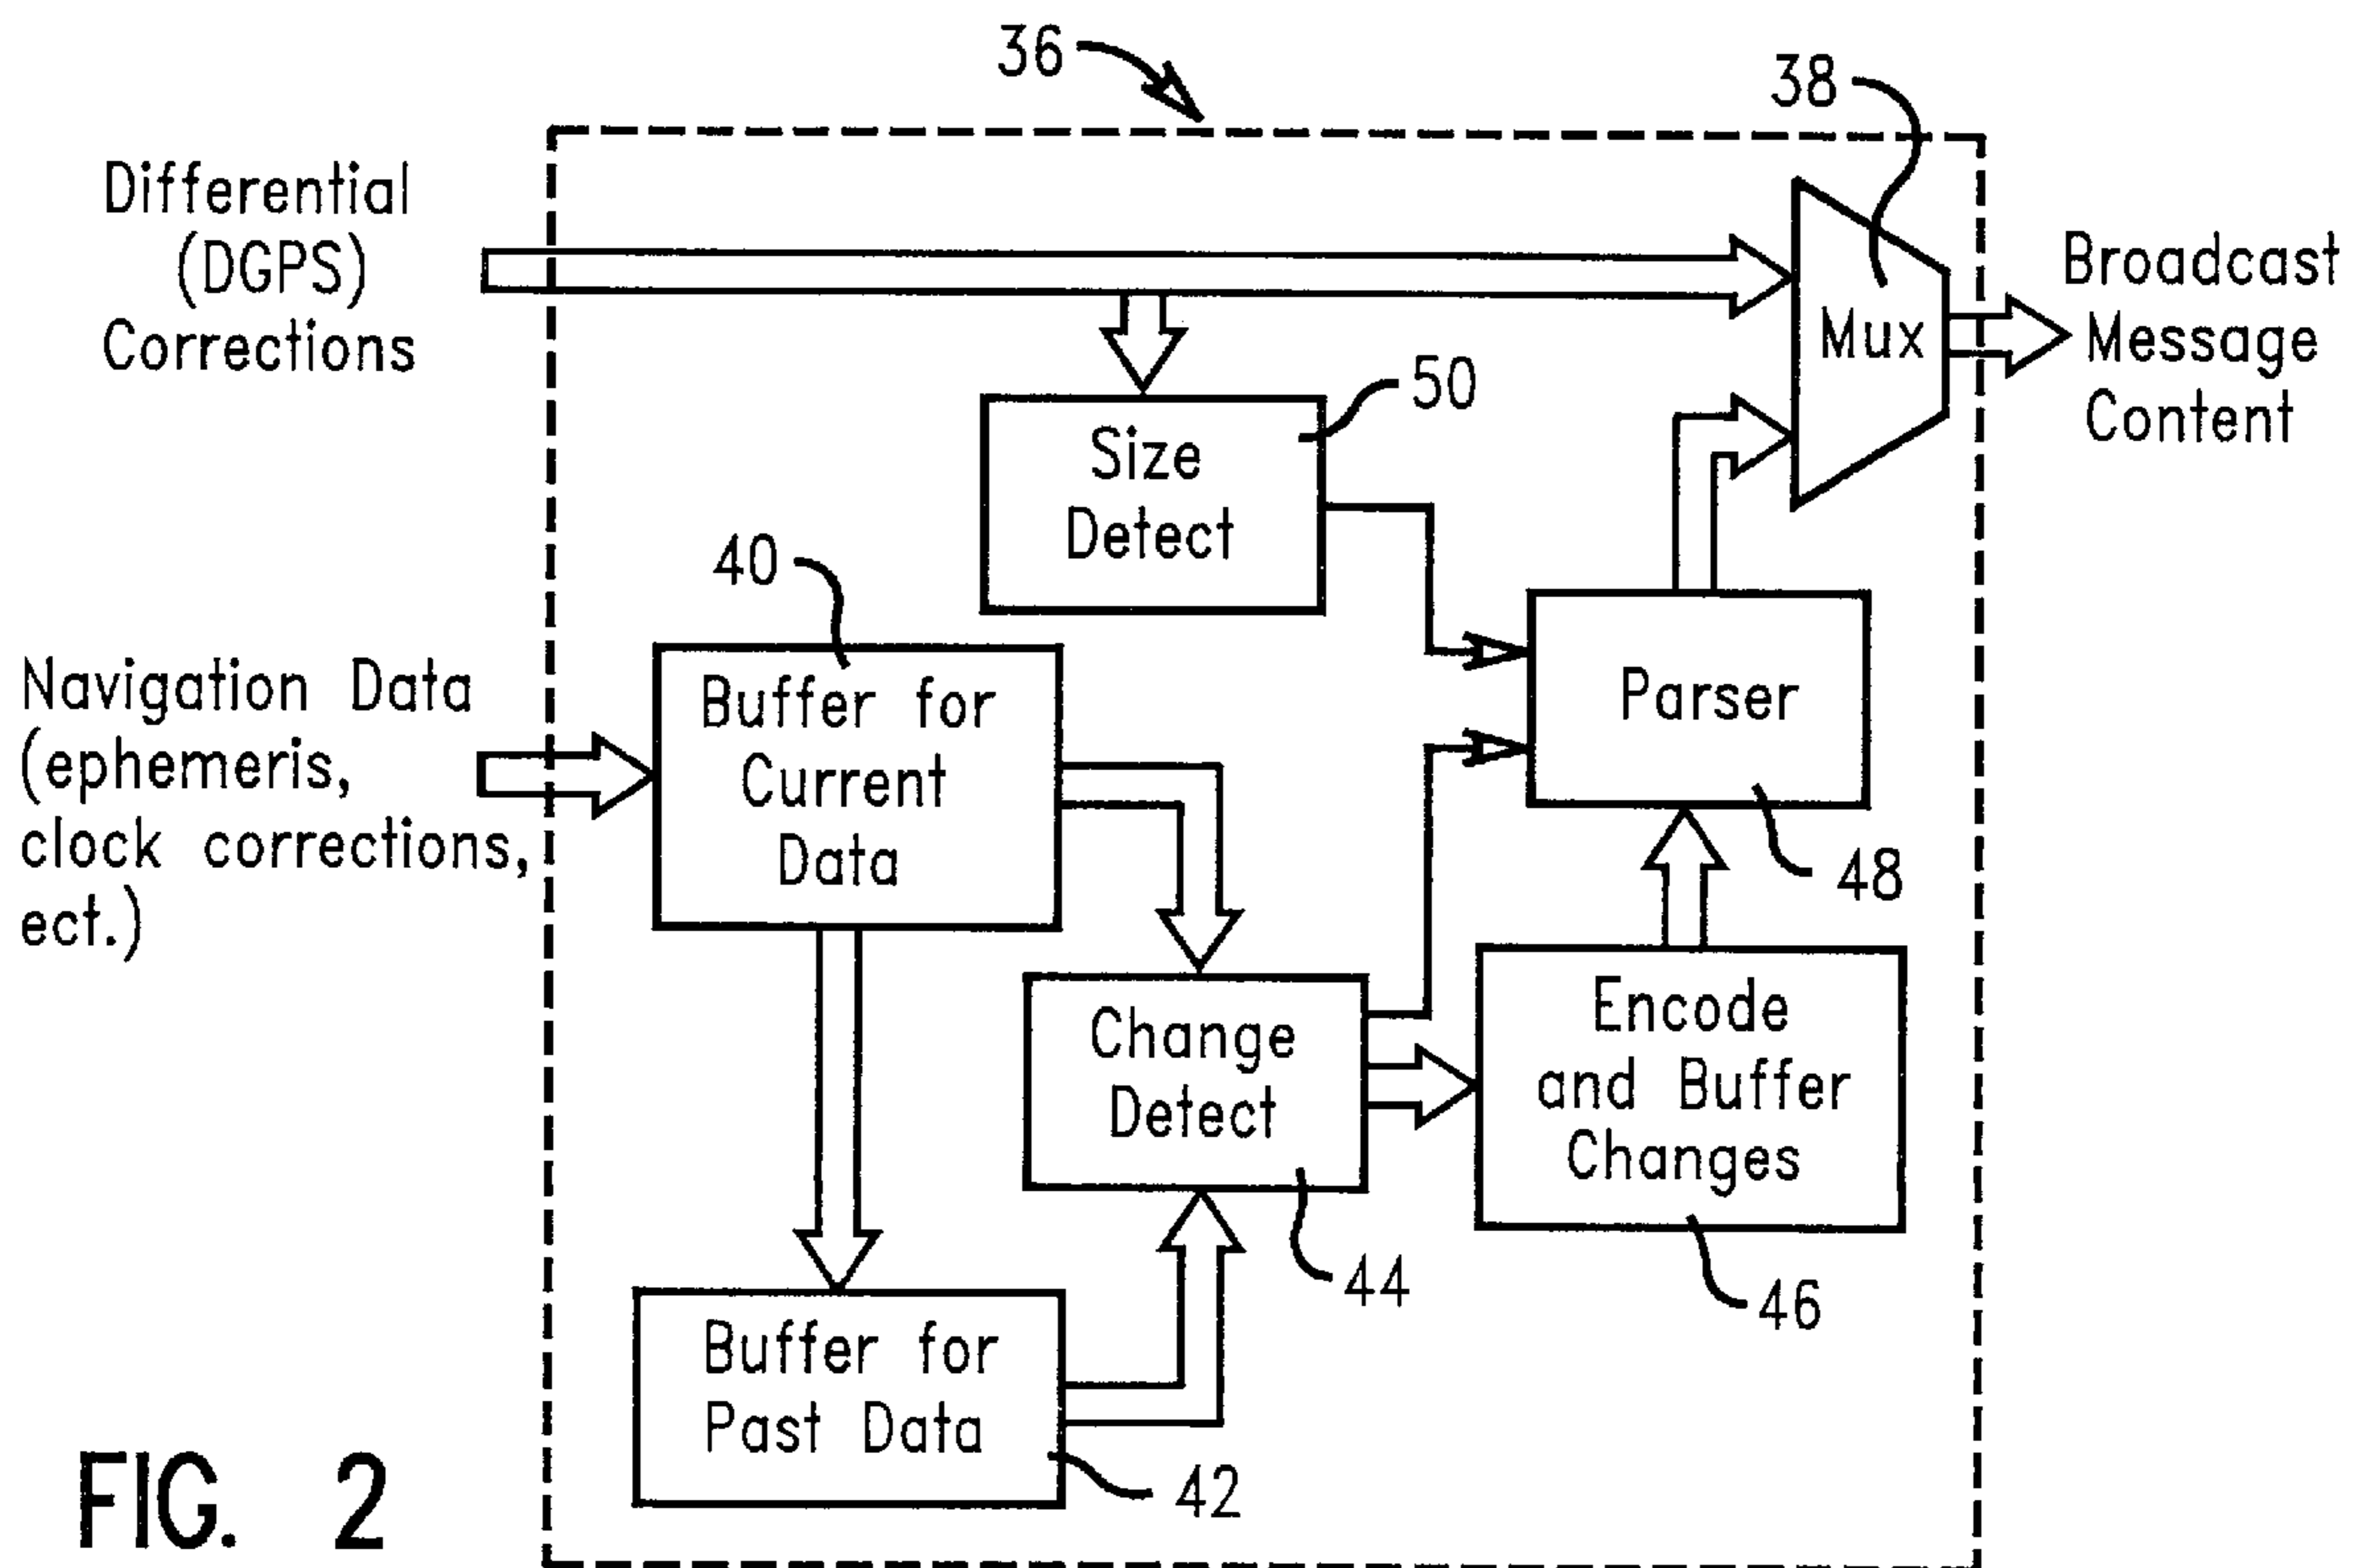 36
38
Differential
(DGPS)
Corrections
Mux
Broadcast
Message
Content
50
Size
Detect
40
Navigation Data
(ephemeris,
clock corrections,
ect.)
Buffer for
Current
Data
Parser
48
Change
Detect
44
Encode
and Buffer
Changes
46
Buffer for
Past Data
42
FIG. 2